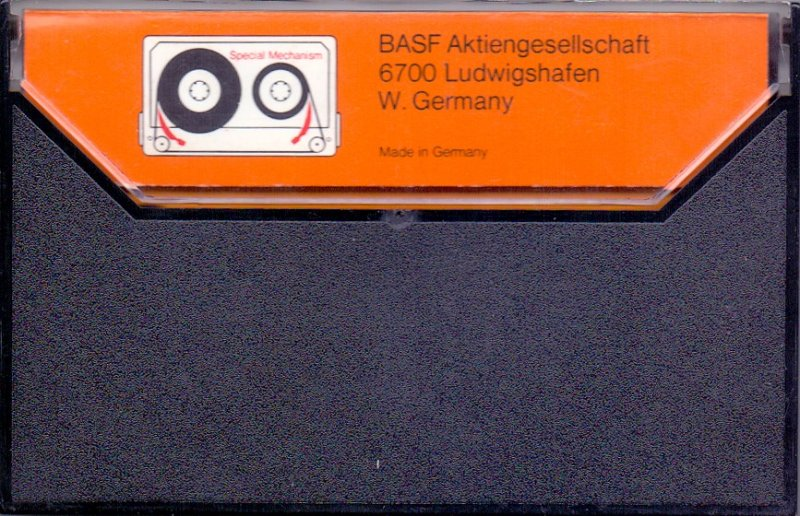 Special Mechanism
BASF Aktiengesellschaft
6700 Ludwigshafen
W. Germany
Made in Germany